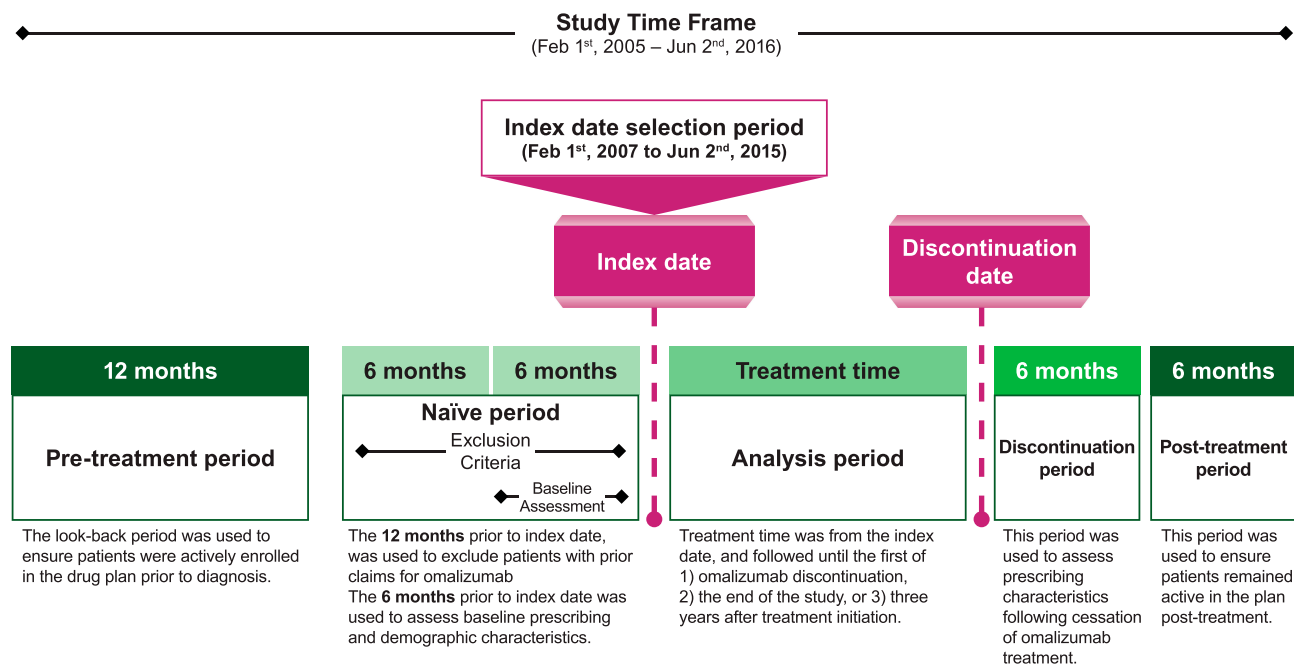 Study Time Frame
(Feb 1st, 2005 – Jun 2nd, 2016)
Index date selection period
(Feb 1st, 2007 to Jun 2nd, 2015)
Index date
Discontinuation
date
12 months
Pre-treatment period
The look-back period was used to
ensure patients were actively enrolled
in the drug plan prior to diagnosis.
6 months
6 months
Naïve period
Exclusion
Criteria
Baseline
Assessment
The 12 months prior to index date,
was used to exclude patients with prior
claims for omalizumab
The 6 months prior to index date was
used to assess baseline prescribing
and demographic characteristics.
Treatment time
Analysis period
Treatment time was from the index
date, and followed until the first of
1) omalizumab discontinuation,
2) the end of the study, or 3) three
years after treatment initiation.
6 months
Discontinuation
period
This period was
used to assess
prescribing
characteristics
following cessation
of omalizumab
treatment.
6 months
Post-treatment
period
This period was
used to ensure
patients remained
active in the plan
post-treatment.